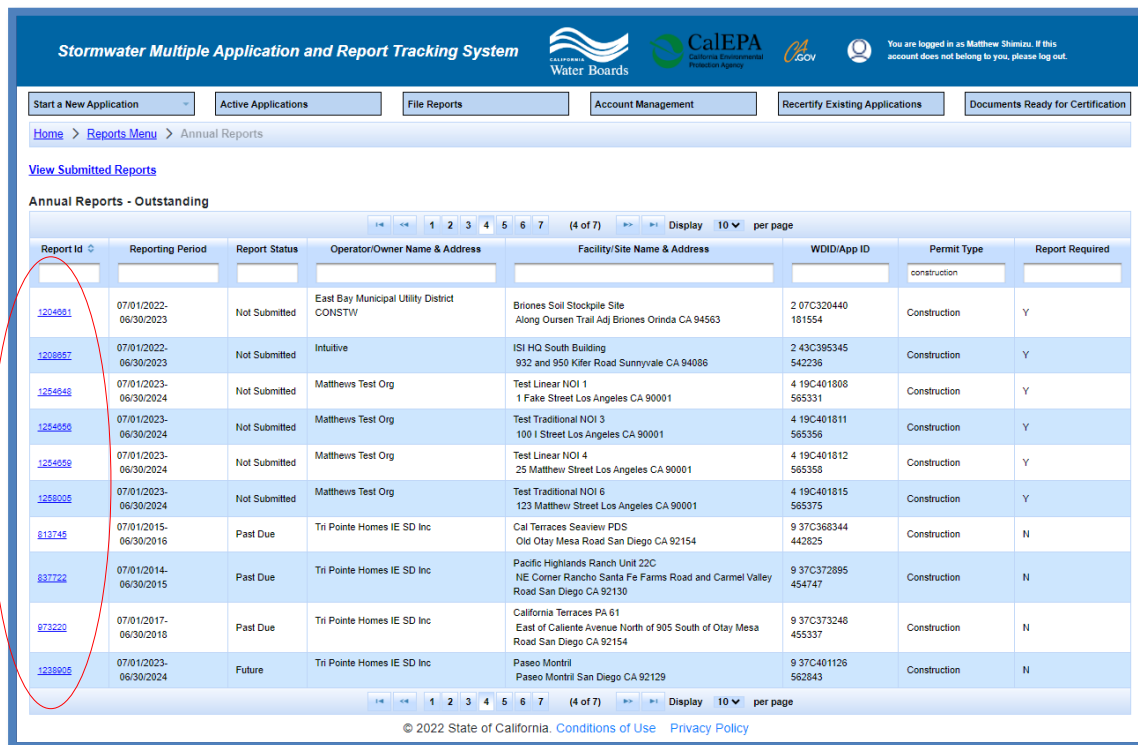 Stormwater Multiple Application and Report Tracking System
CALIFORNIA
Water Boards
CalEPA
California Environmental
Protection Agency
CA.GOV
You are logged in as Matthew Shimizu. If this
account does not belong to you, please log out.
Start a New Application
Active Applications
File Reports
Account Management
Recertify Existing Applications
Documents Ready for Certification
Home > Reports Menu > Annual Reports
View Submitted Reports
Annual Reports - Outstanding
1 2 3 4 5 6 7 (4 of 7) Display 10 per page
Report Id Reporting Period Report Status Operator/Owner Name & Address Facility/Site Name & Address WDID/App ID Permit Type Report Required
construction
1204661 07/01/2022- 06/30/2023 Not Submitted East Bay Municipal Utility District CONSTW Briones Soil Stockpile Site Along Oursen Trail Adj Briones Orinda CA 94563 2 07C320440 181554 Construction Y
1208657 07/01/2022- 06/30/2023 Not Submitted Intuitive ISI HQ South Building 932 and 950 Kifer Road Sunnyvale CA 94086 2 43C395345 542236 Construction Y
1254648 07/01/2023- 06/30/2024 Not Submitted Matthews Test Org Test Linear NOI 1 1 Fake Street Los Angeles CA 90001 4 19C401808 565331 Construction Y
1254656 07/01/2023- 06/30/2024 Not Submitted Matthews Test Org Test Traditional NOI 3 100 I Street Los Angeles CA 90001 4 19C401811 565356 Construction Y
1254659 07/01/2023- 06/30/2024 Not Submitted Matthews Test Org Test Linear NOI 4 25 Matthew Street Los Angeles CA 90001 4 19C401812 565358 Construction Y
1258005 07/01/2023- 06/30/2024 Not Submitted Matthews Test Org Test Traditional NOI 6 123 Matthew Street Los Angeles CA 90001 4 19C401815 565375 Construction Y
813745 07/01/2015- 06/30/2016 Past Due Tri Pointe Homes IE SD Inc Cal Terraces Seaview PDS Old Otay Mesa Road San Diego CA 92154 9 37C368344 442825 Construction N
837722 07/01/2014- 06/30/2015 Past Due Tri Pointe Homes IE SD Inc Pacific Highlands Ranch Unit 22C NE Corner Rancho Santa Fe Farms Road and Carmel Valley Road San Diego CA 92130 9 37C372895 454747 Construction N
973220 07/01/2017- 06/30/2018 Past Due Tri Pointe Homes IE SD Inc California Terraces PA 61 East of Caliente Avenue North of 905 South of Otay Mesa Road San Diego CA 92154 9 37C373248 455337 Construction N
1238905 07/01/2023- 06/30/2024 Future Tri Pointe Homes IE SD Inc Paseo Montril Paseo Montril San Diego CA 92129 9 37C401126 562843 Construction N
1 2 3 4 5 6 7 (4 of 7) Display 10 per page
© 2022 State of California. Conditions of Use Privacy Policy